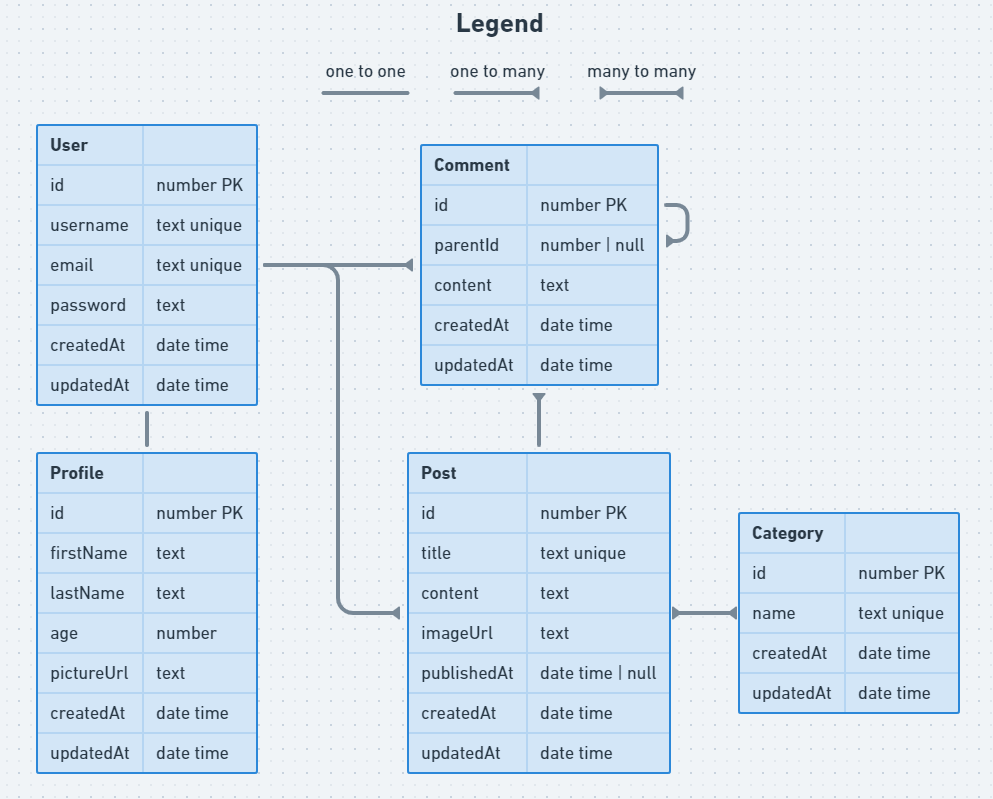 Legend
one to one
one to many
many to many
User
id number PK
username text unique
email text unique
password text
createdAt date time
updatedAt date time
Comment
id number PK
parentId number | null
content text
createdAt date time
updatedAt date time
Profile
id number PK
firstName text
lastName text
age number
pictureUrl text
createdAt date time
updatedAt date time
Post
id number PK
title text unique
content text
imageUrl text
publishedAt date time | null
createdAt date time
updatedAt date time
Category
id number PK
name text unique
createdAt date time
updatedAt date time